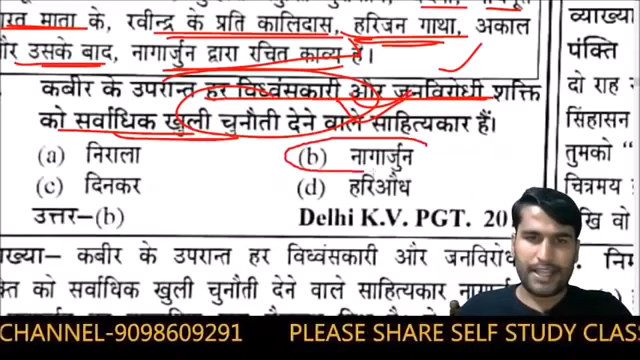 भारत माता के, रवीन्द्र के प्रति कालिदास, हरिजन गाथा, अकाल
और उसके बाद, नागार्जुन द्वारा रचित काव्य हैं।
कबीर के उपरान्त हर विध्वंसकारी और जनविरोधी शक्ति
को सर्वाधिक खुली चुनौती देने वाले साहित्यकार हैं।
(a) निराला (b) नागार्जुन
(c) दिनकर (d) हरिऔध
उत्तर–(b) Delhi K.V. PGT. 20
व्याख्या– कबीर के उपरान्त हर विध्वंसकारी और जनविरोध
को सर्वाधिक खुली चुनौती देने वाले साहित्यकार
व्याख्या
पंक्ति
दो राह
सिंहासन
तुमको
चित्रमय
वो
CHANNEL-9098609291 PLEASE SHARE SELF STUDY CLAS